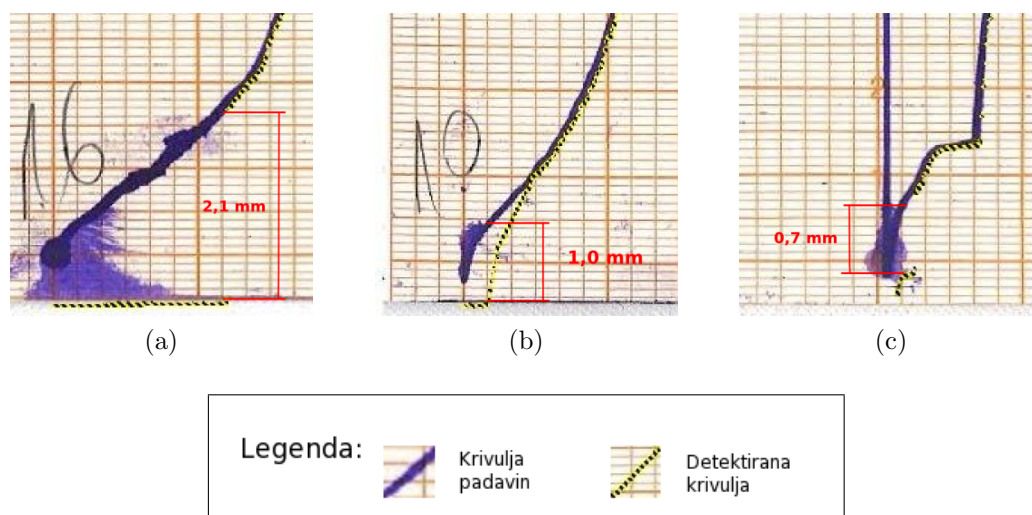 16
2,1 mm
(a)
10
1,0 mm
(b)
2
0,7 mm
(c)
Legenda:
Krivulja
padavin
Detektirana
krivulja